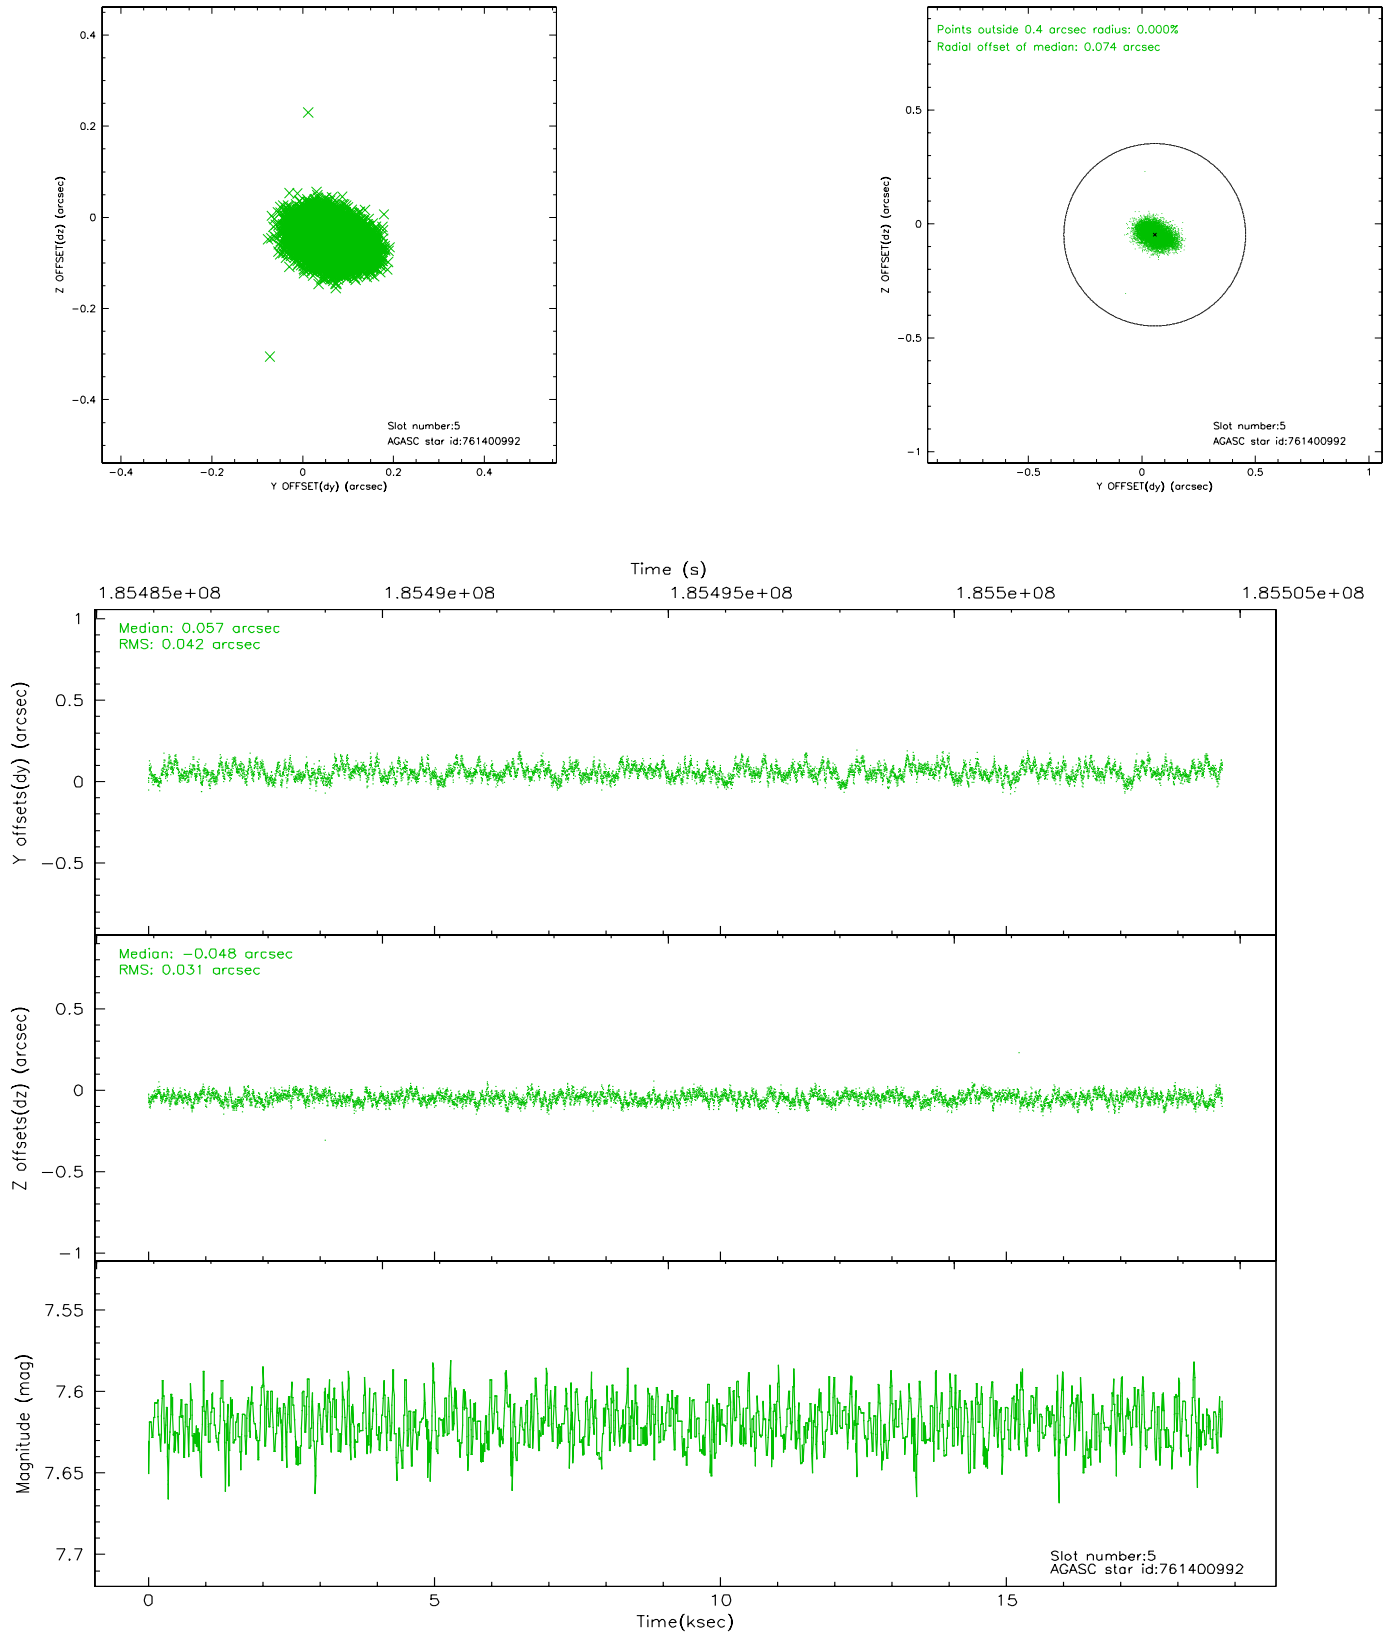 0.4
0.2
0
−0.2
−0.4
Z OFFSET(dz) (arcsec)
Slot number:5
AGASC star id:761400992
−0.4 −0.2 0 0.2 0.4
Y OFFSET(dy) (arcsec)
Points outside 0.4 arcsec radius: 0.000%
Radial offset of median: 0.074 arcsec
0.5
0
−0.5
−1
Z OFFSET(dz) (arcsec)
Slot number:5
AGASC star id:761400992
−0.5 0 0.5 1
Y OFFSET(dy) (arcsec)
Time (s)
1.85485e+08 1.8549e+08 1.85495e+08 1.855e+08 1.85505e+08
Median: 0.057 arcsec
RMS: 0.042 arcsec
1
0.5
0
−0.5
Y offsets(dy) (arcsec)
Median: −0.048 arcsec
RMS: 0.031 arcsec
0.5
0
−0.5
−1
Z offsets(dz) (arcsec)
7.55
7.6
7.65
7.7
Magnitude (mag)
Slot number:5
AGASC star id:761400992
0 5 10 15
Time(ksec)